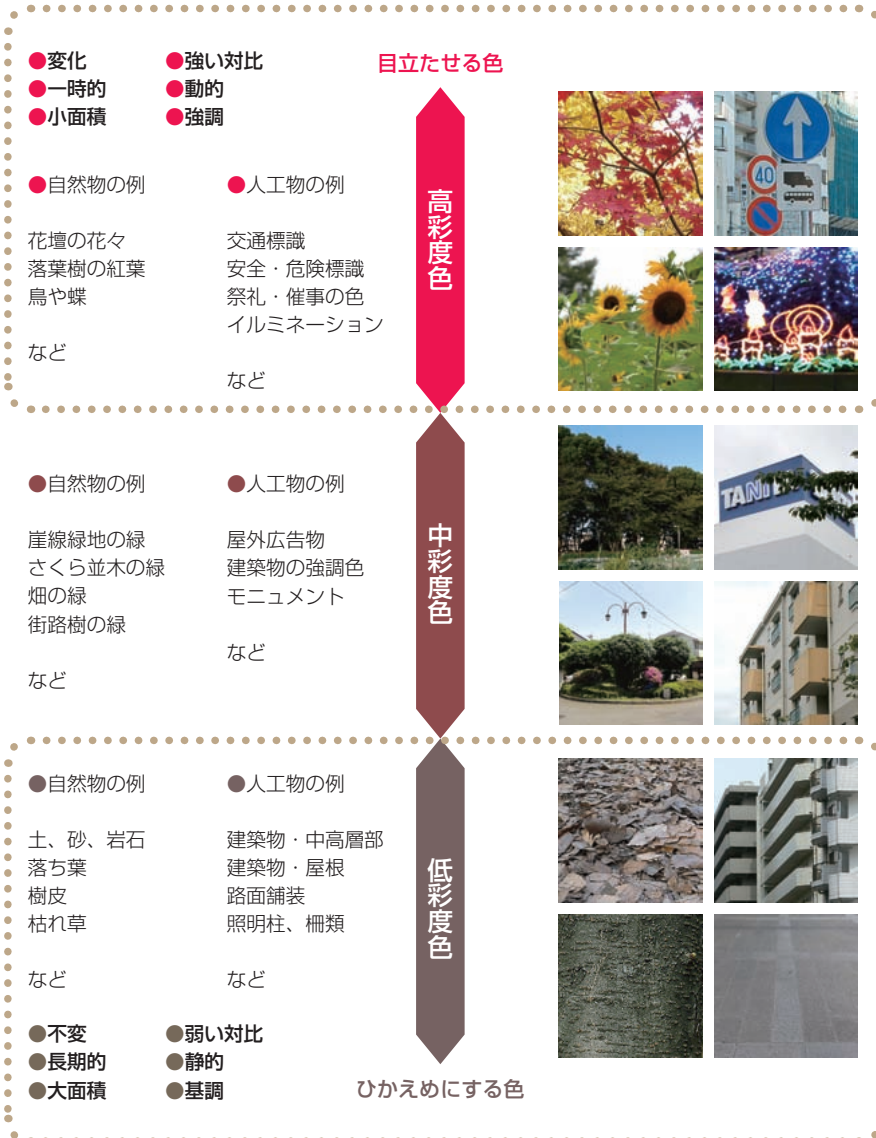 ●変化
●一時的
●小面積
●強い対比
●動的
●強調
目立たせる色
●自然物の例
花壇の花々
落葉樹の紅葉
鳥や蝶
など
●人工物の例
交通標識
安全・危険標識
祭礼・催事の色
イルミネーション
など
高彩度色
40
●自然物の例
崖線緑地の緑
さくら並木の緑
畑の緑
街路樹の緑
など
●人工物の例
屋外広告物
建築物の強調色
モニュメント
など
中彩度色
●自然物の例
土、砂、岩石
落ち葉
樹皮
枯れ草
など
●人工物の例
建築物・中高層部
建築物・屋根
路面舗装
照明柱、柵類
など
低彩度色
●不変
●長期的
●大面積
●弱い対比
●静的
●基調
ひかえめにする色